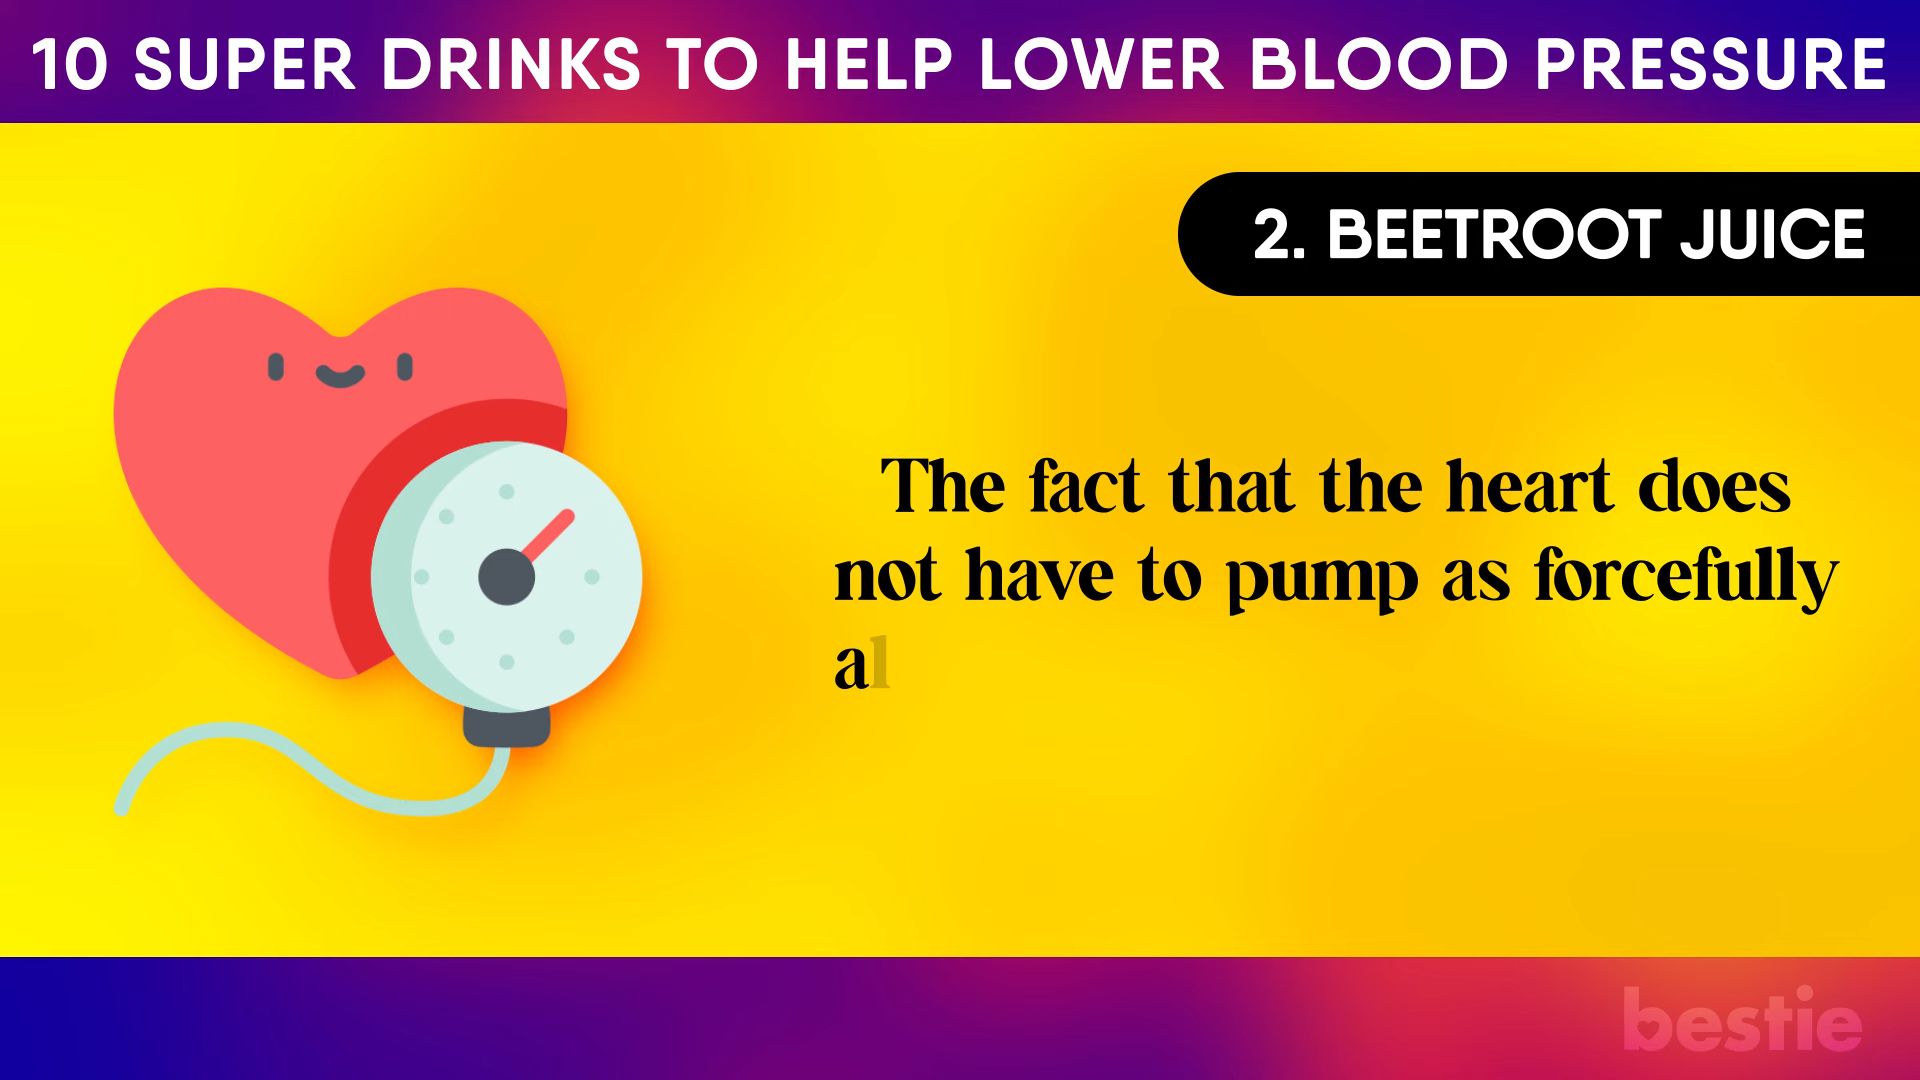 10 SUPER DRINKS TO HELP LOWER BLOOD PRESSURE
2. BEETROOT JUICE
The fact that the heart does
not have to pump as forcefully
al
bestie